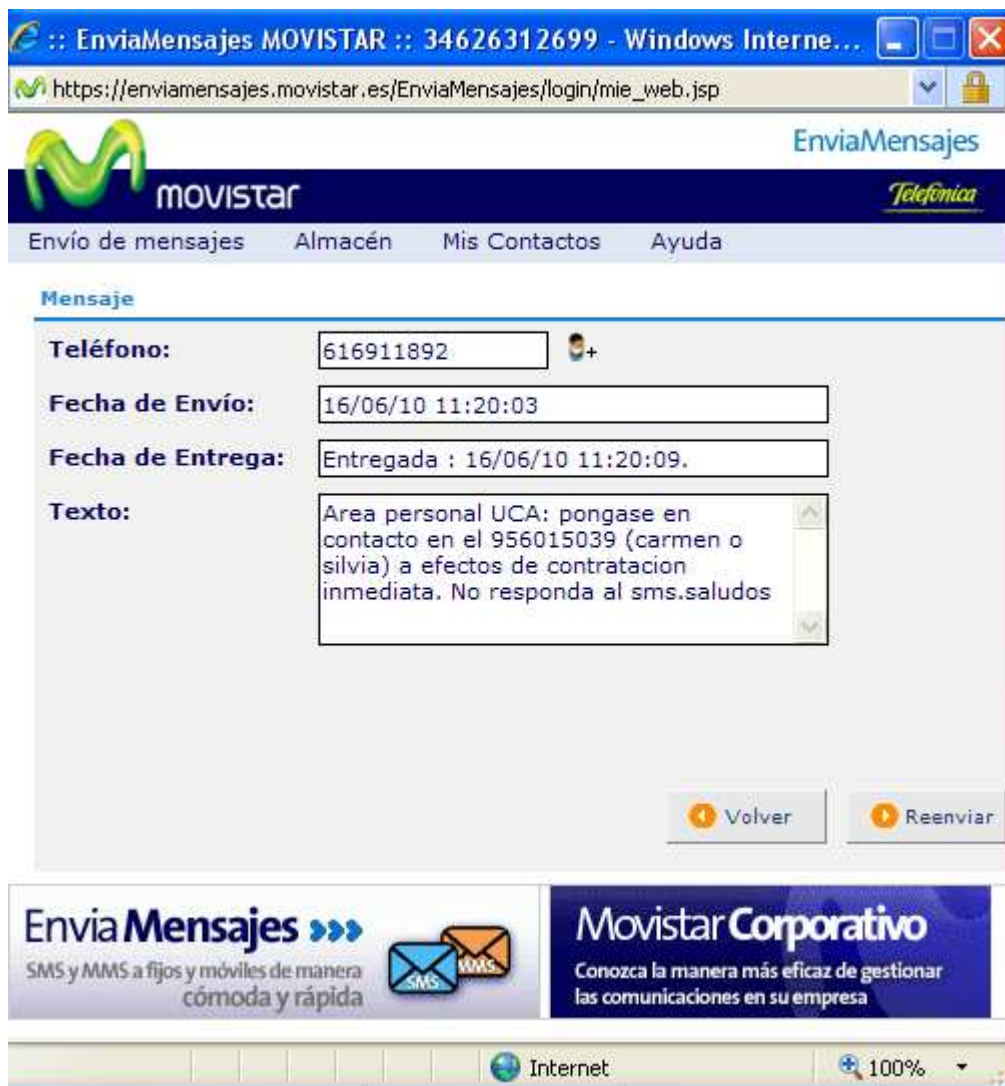 :: EnviaMensajes MOVISTAR :: 34626312699 - Windows Interne...
https://enviamensajes.movistar.es/EnviaMensajes/login/mie_web.jsp
EnviaMensajes
movistar
Telefónica
Envío de mensajes Almacén Mis Contactos Ayuda
Mensaje
Teléfono: 616911892
Fecha de Envío: 16/06/10 11:20:03
Fecha de Entrega: Entregada : 16/06/10 11:20:09.
Texto: Area personal UCA: pongase en
contacto en el 956015039 (carmen o
silvia) a efectos de contratacion
inmediata. No responda al sms.saludos
Volver Reenviar
EnviaMensajes
SMS y MMS a fijos y móviles de manera
cómoda y rápida
SMS MMS
Movistar Corporativo
Conozca la manera más eficaz de gestionar
las comunicaciones en su empresa
Internet 100%